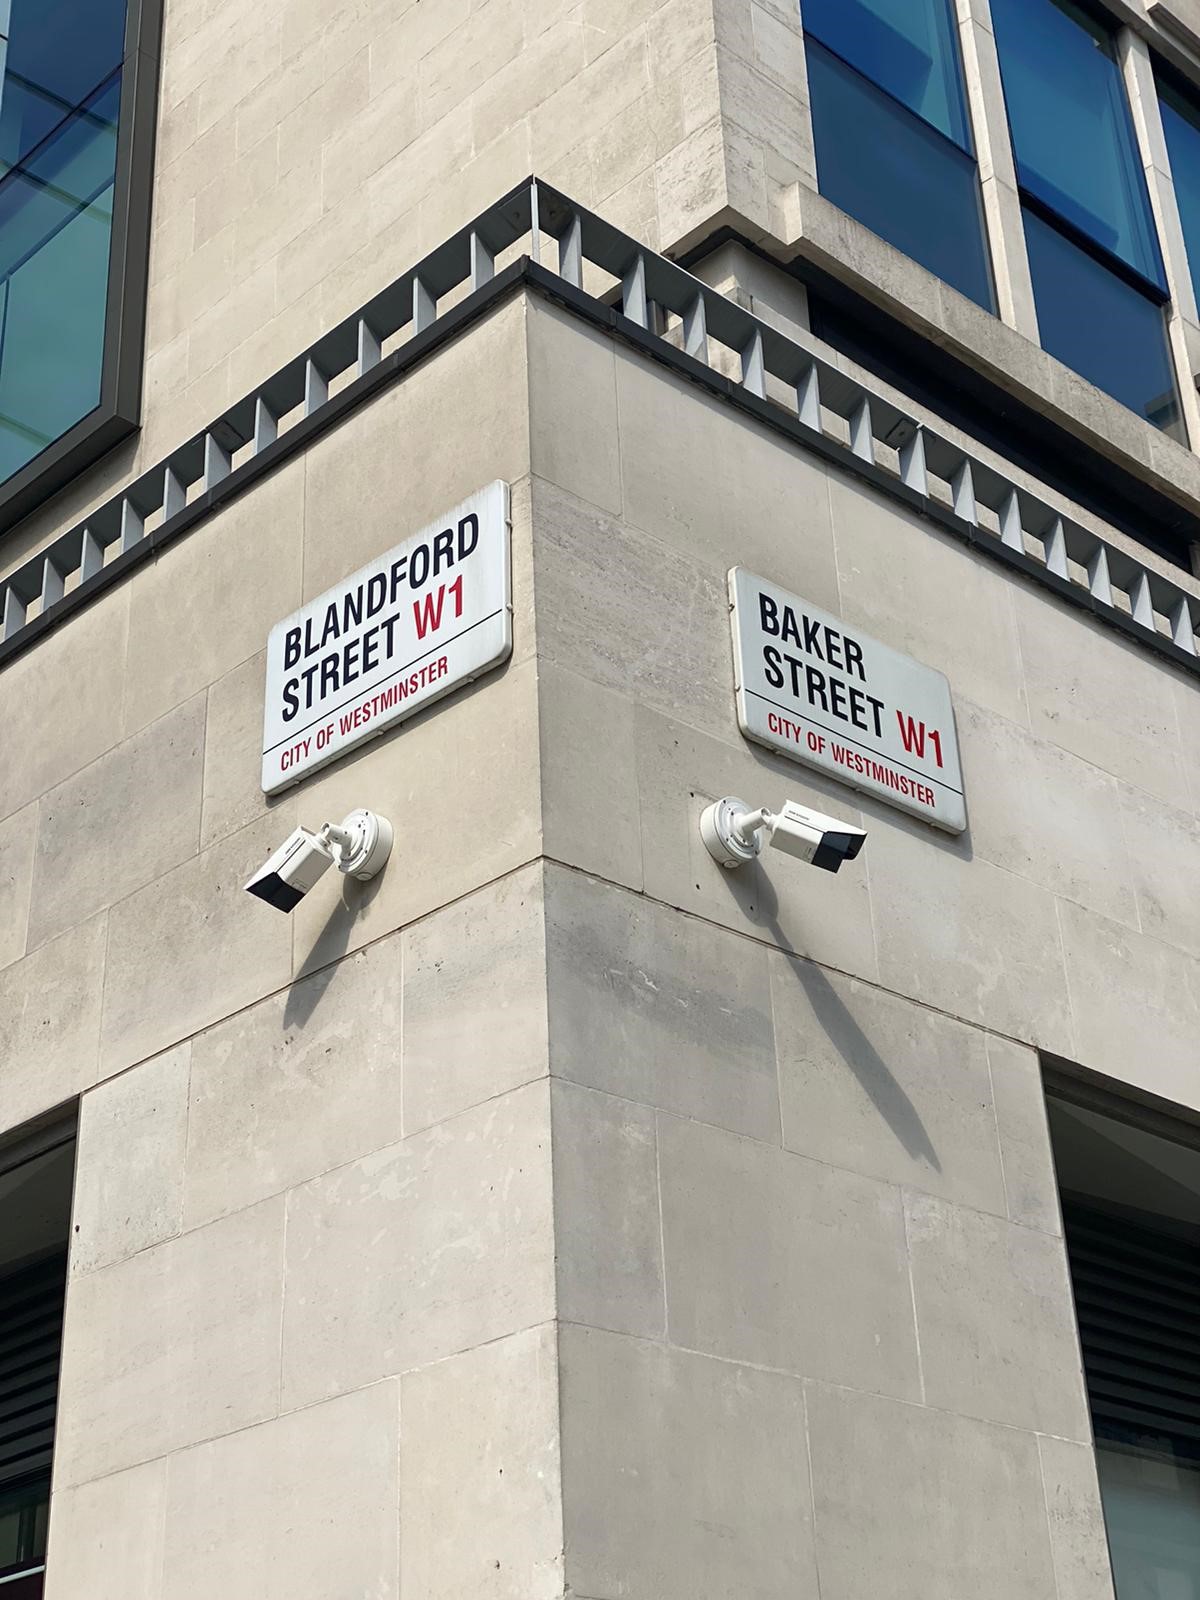 BLANDFORD
STREET W1
CITY OF WESTMINSTER
BAKER
STREET W1
CITY OF WESTMINSTER